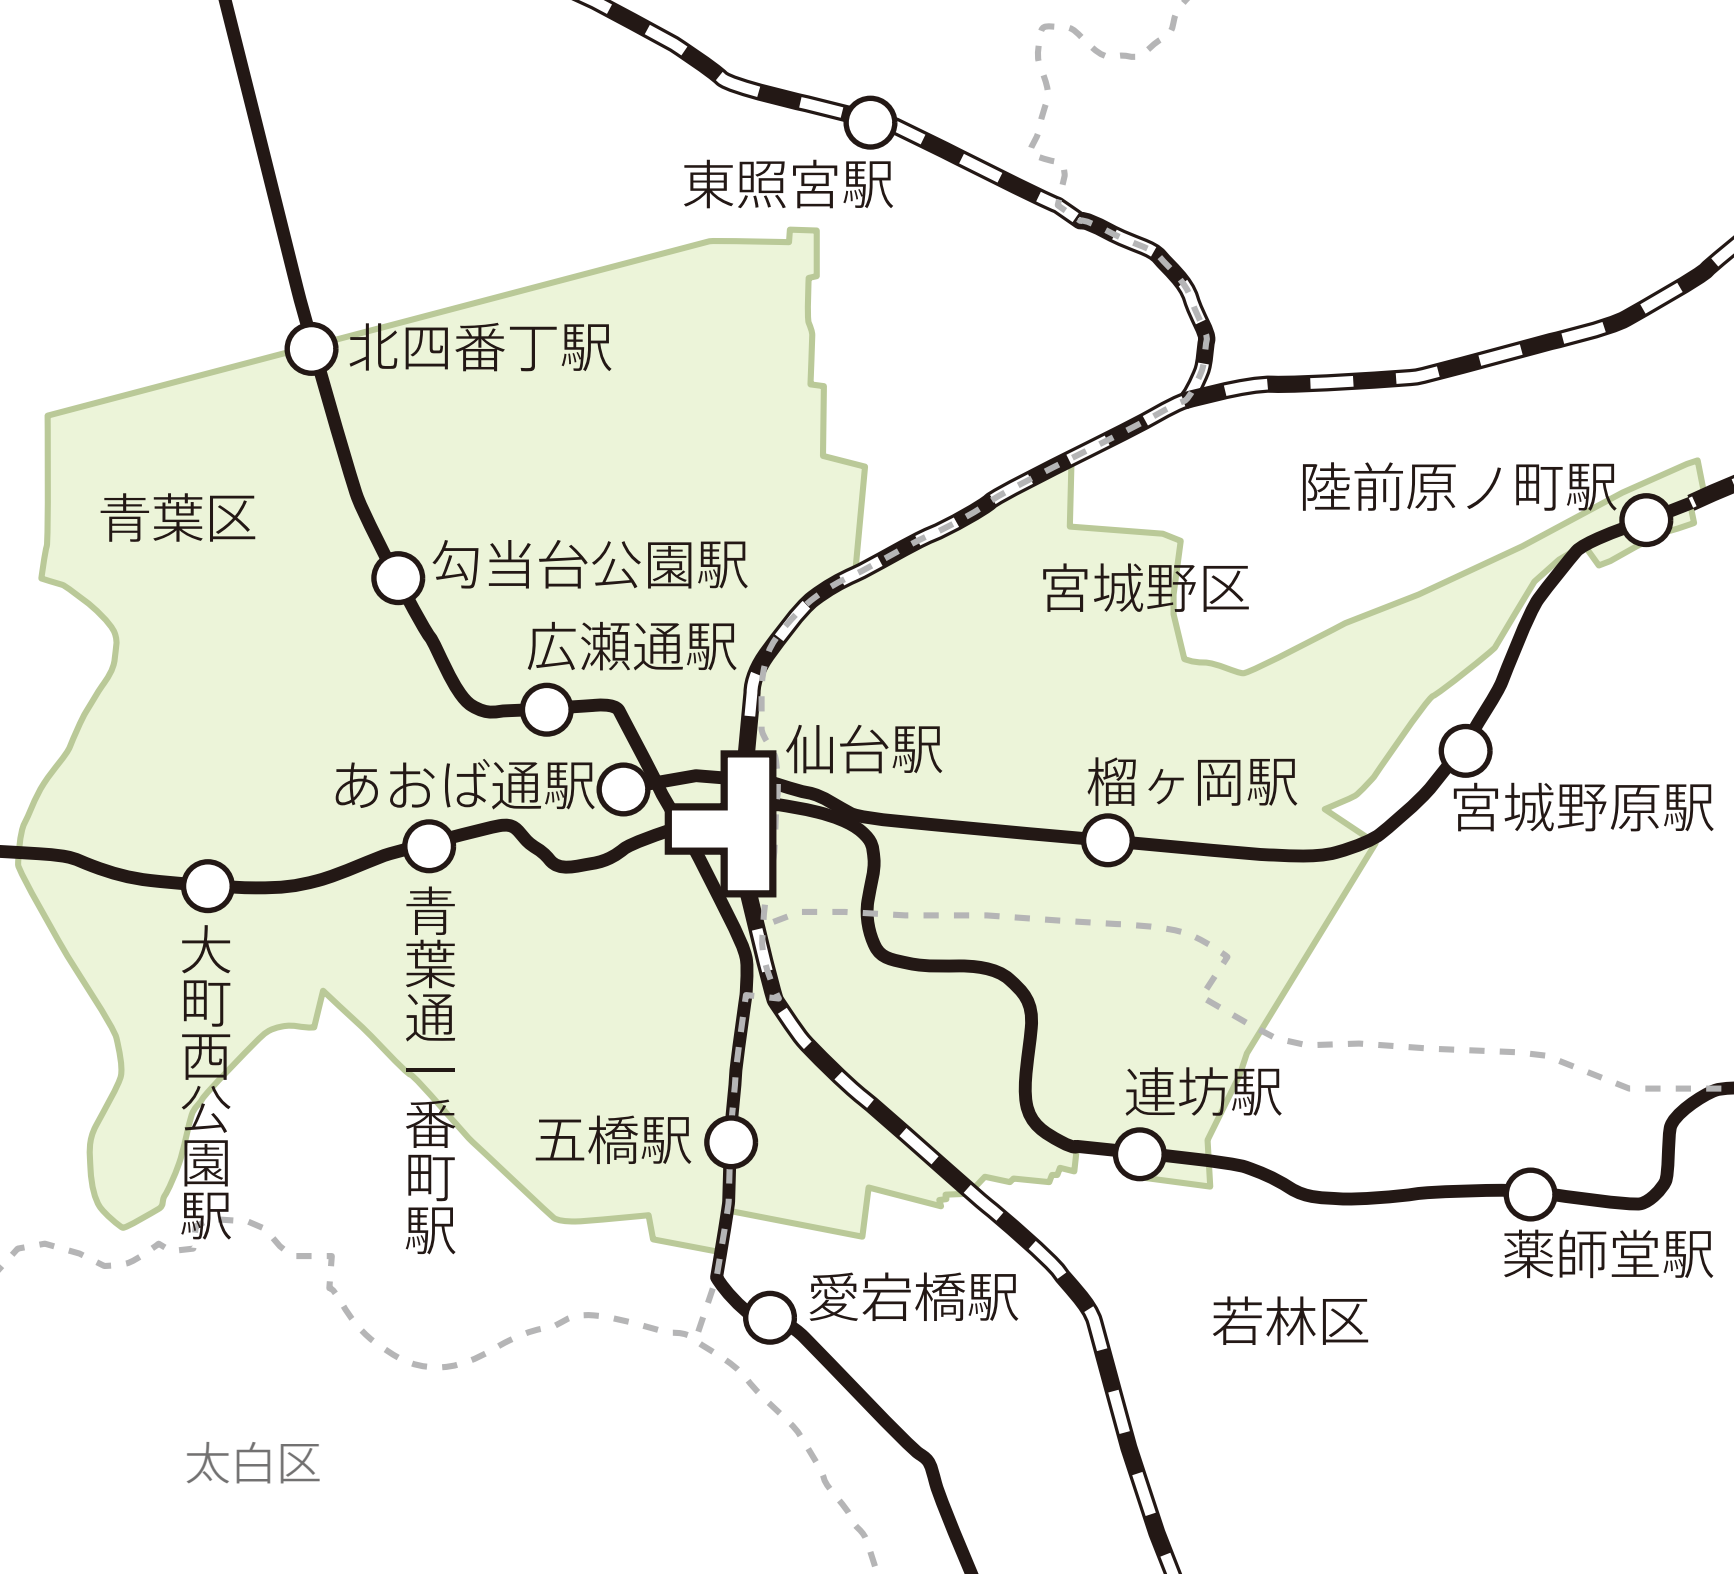 東照宮駅
北四番丁駅
陸前原ノ町駅
青葉区
勾当台公園駅
宮城野区
広瀬通駅
仙台駅
あおば通駅
榴ヶ岡駅
宮城野原駅
青葉通一番町駅
大町西公園駅
連坊駅
五橋駅
薬師堂駅
愛宕橋駅
若林区
太白区